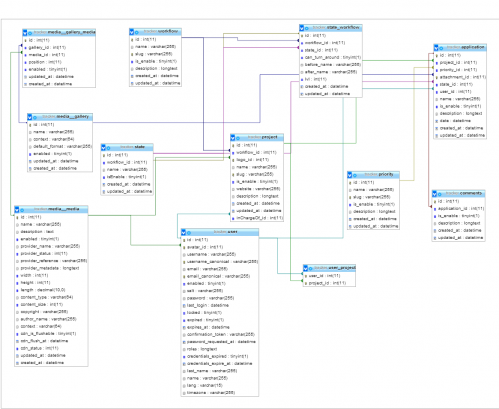 media__gallery_media
id : int(11)
gallery_id : int(11)
media_id : int(11)
position : int(11)
enabled : tinyint(1)
updated_at : datetime
created_at : datetime
workflow
id : int(11)
name : varchar(255)
slug : varchar(255)
is_enable : tinyint(1)
description : longtext
created_at : datetime
updated_at : datetime
state_workflow
id : int(11)
workflow_id : int(11)
state_id : int(11)
can_turn_around : tinyint(1)
before_name : varchar(255)
after_name : varchar(255)
lvl : int(11)
created_at : datetime
updated_at : datetime
application
id : int(11)
project_id : int(11)
priority_id : int(11)
attachment_id : int(11)
state_id : int(11)
user_id : int(11)
name : varchar(255)
is_enable : tinyint(1)
description : longtext
date : datetime
created_at : datetime
updated_at : datetime
media__gallery
id : int(11)
name : varchar(255)
context : varchar(64)
default_format : varchar(255)
enabled : tinyint(1)
updated_at : datetime
created_at : datetime
state
id : int(11)
workflow_id : int(11)
name : varchar(255)
isEnable : tinyint(1)
created_at : datetime
updated_at : datetime
project
id : int(11)
workflow_id : int(11)
logo_id : int(11)
name : varchar(255)
slug : varchar(255)
is_enable : tinyint(1)
website : varchar(255)
description : longtext
created_at : datetime
updated_at : datetime
inChargeOf_id : int(11)
priority
id : int(11)
name : varchar(255)
slug : varchar(255)
is_enable : tinyint(1)
description : longtext
created_at : datetime
updated_at : datetime
comments
id : int(11)
application_id : int(11)
is_enable : tinyint(1)
description : longtext
created_at : datetime
updated_at : datetime
media__media
id : int(11)
name : varchar(255)
description : text
enabled : tinyint(1)
provider_name : varchar(255)
provider_status : int(11)
provider_reference : varchar(255)
provider_metadata : longtext
width : int(11)
height : int(11)
length : decimal(10,0)
content_type : varchar(64)
content_size : int(11)
copyright : varchar(255)
author_name : varchar(255)
context : varchar(64)
cdn_is_flushable : tinyint(1)
cdn_flush_at : datetime
cdn_status : int(11)
updated_at : datetime
created_at : datetime
user
id : int(11)
avatar_id : int(11)
username : varchar(255)
username_canonical : varchar(255)
email : varchar(255)
email_canonical : varchar(255)
enabled : tinyint(1)
salt : varchar(255)
password : varchar(255)
last_login : datetime
locked : tinyint(1)
expired : tinyint(1)
expires_at : datetime
confirmation_token : varchar(255)
password_requested_at : datetime
roles : longtext
credentials_expired : tinyint(1)
credentials_expire_at : datetime
last_name : varchar(255)
name : varchar(255)
lang : varchar(15)
timezone : varchar(255)
user_project
user_id : int(11)
project_id : int(11)